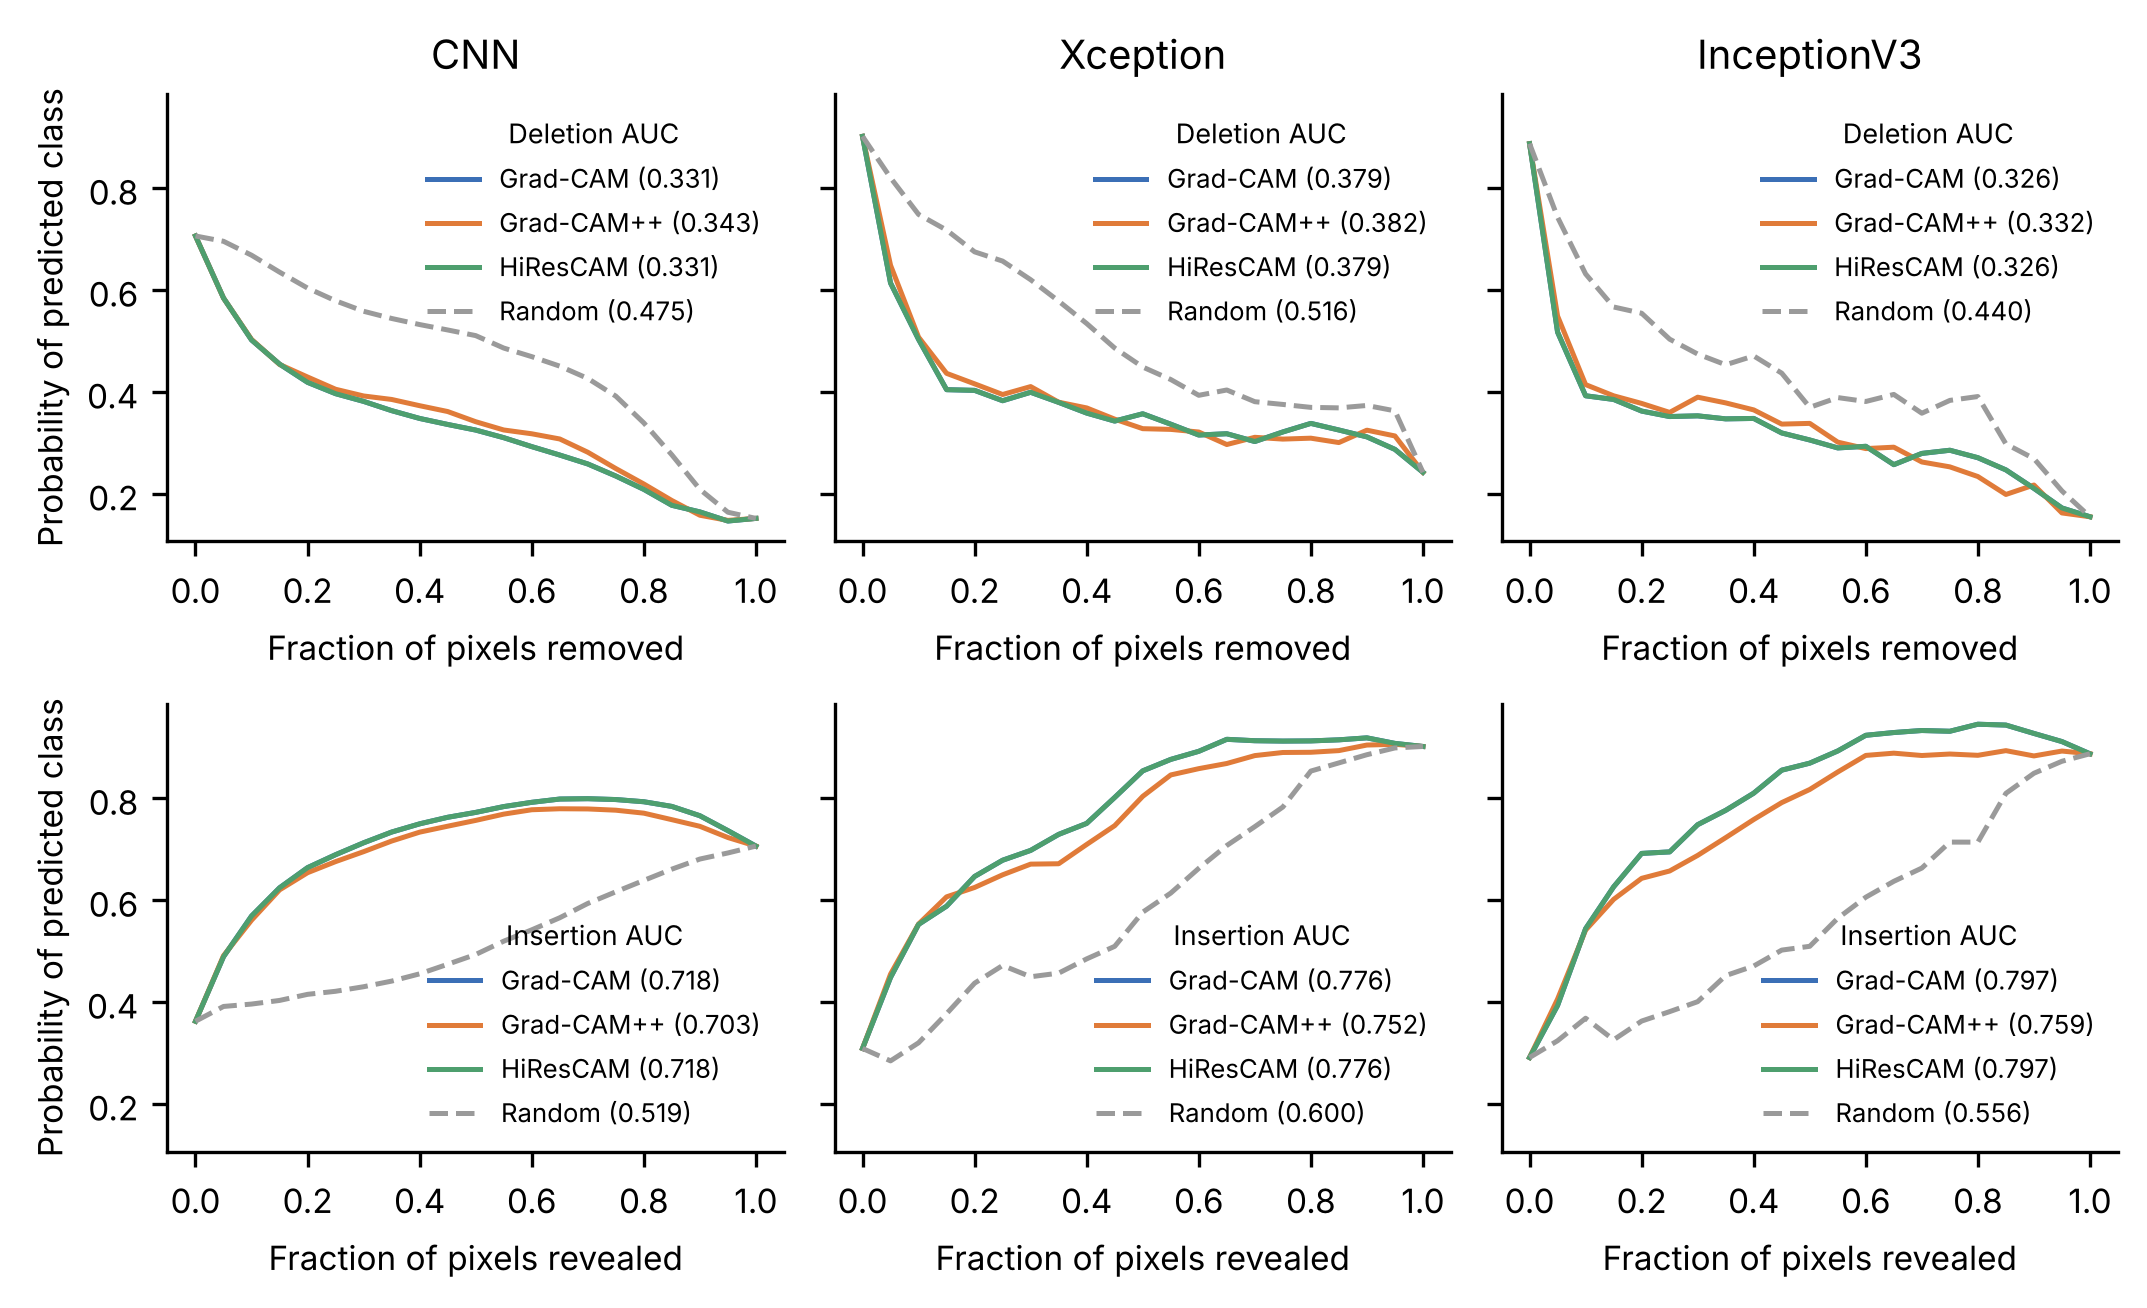 CNN
Xception
InceptionV3
Probability of predicted class
0.8
0.6
0.4
0.2
Deletion AUC
Grad-CAM (0.331)
Grad-CAM++ (0.343)
HiResCAM (0.331)
Random (0.475)
0.0 0.2 0.4 0.6 0.8 1.0
Fraction of pixels removed
Deletion AUC
Grad-CAM (0.379)
Grad-CAM++ (0.382)
HiResCAM (0.379)
Random (0.516)
0.0 0.2 0.4 0.6 0.8 1.0
Fraction of pixels removed
Deletion AUC
Grad-CAM (0.326)
Grad-CAM++ (0.332)
HiResCAM (0.326)
Random (0.440)
0.0 0.2 0.4 0.6 0.8 1.0
Fraction of pixels removed
Probability of predicted class
0.8
0.6
0.4
0.2
Insertion AUC
Grad-CAM (0.718)
Grad-CAM++ (0.703)
HiResCAM (0.718)
Random (0.519)
0.0 0.2 0.4 0.6 0.8 1.0
Fraction of pixels revealed
Insertion AUC
Grad-CAM (0.776)
Grad-CAM++ (0.752)
HiResCAM (0.776)
Random (0.600)
0.0 0.2 0.4 0.6 0.8 1.0
Fraction of pixels revealed
Insertion AUC
Grad-CAM (0.797)
Grad-CAM++ (0.759)
HiResCAM (0.797)
Random (0.556)
0.0 0.2 0.4 0.6 0.8 1.0
Fraction of pixels revealed